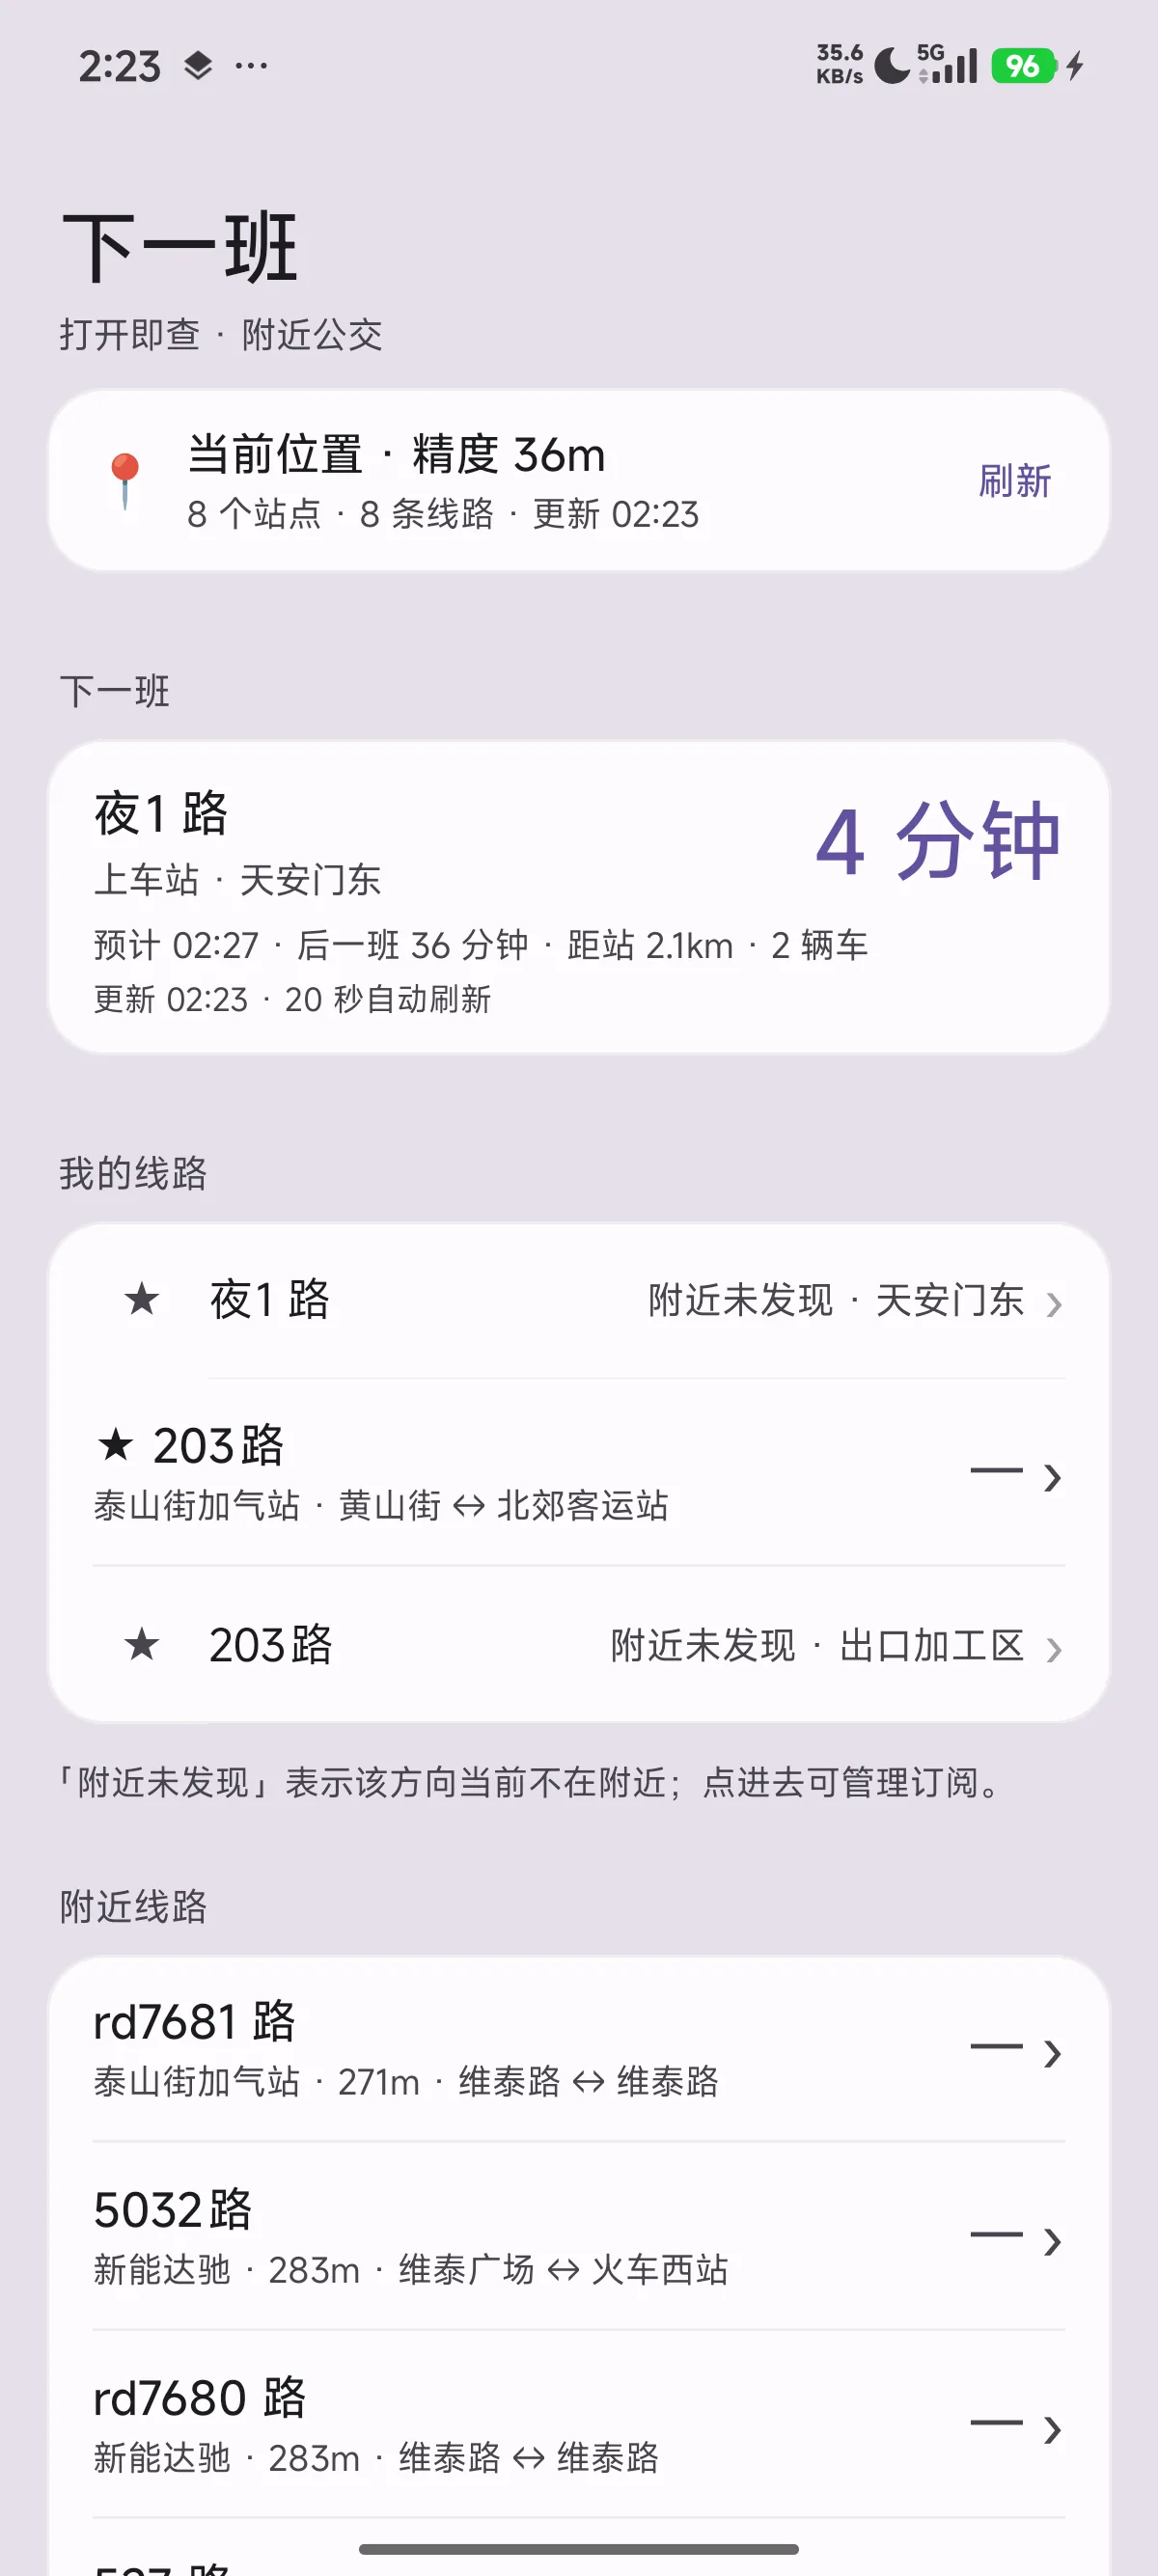 2:23 ···
35.6 KB/s 5G 96
下一班
打开即查 · 附近公交
当前位置 · 精度 36m
8 个站点 · 8 条线路 · 更新 02:23
刷新
下一班
夜1 路
4 分钟
上车站 · 天安门东
预计 02:27 · 后一班 36 分钟 · 距站 2.1km · 2 辆车
更新 02:23 · 20 秒自动刷新
我的线路
★ 夜1 路 附近未发现 · 天安门东 ›
★ 203路
— ›
泰山街加气站 · 黄山街 ↔ 北郊客运站
★ 203路 附近未发现 · 出口加工区 ›
「附近未发现」表示该方向当前不在附近；点进去可管理订阅。
附近线路
rd7681 路
— ›
泰山街加气站 · 271m · 维泰路 ↔ 维泰路
5032路
— ›
新能达驰 · 283m · 维泰广场 ↔ 火车西站
rd7680 路
— ›
新能达驰 · 283m · 维泰路 ↔ 维泰路